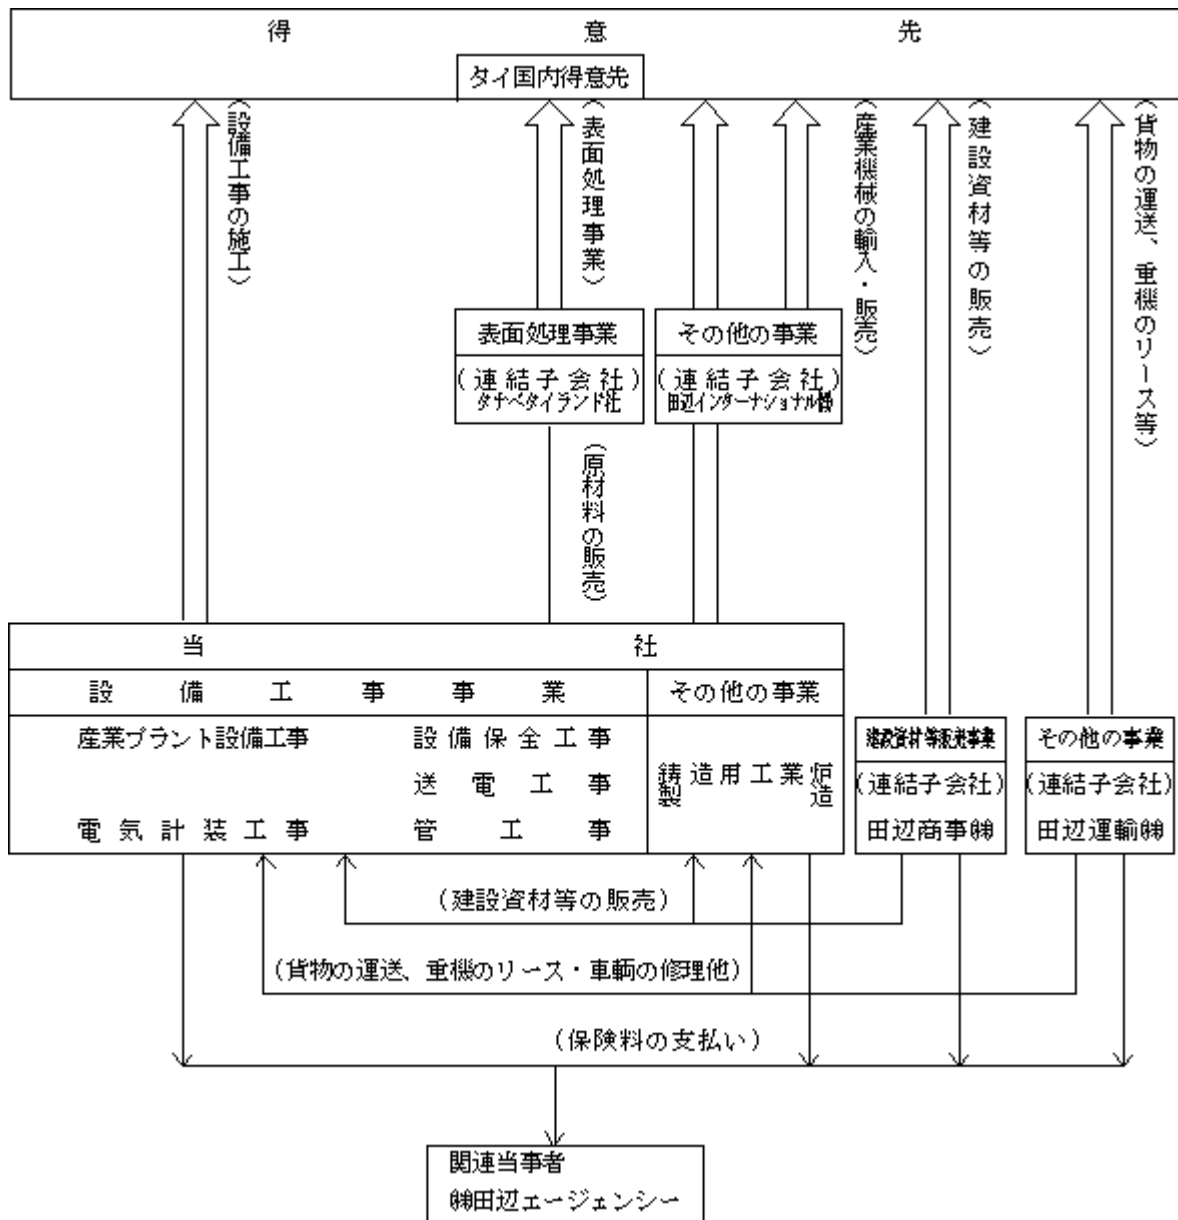 得意先
タイ国内得意先
(設備工事の施工)
(表面処理事業)
(産業機械の輸入・販売)
(建設資材等の販売)
(貨物の運送、重機のリース等)
表面処理事業
(連結子会社)
タナベタイランド社
その他の事業
(連結子会社)
田辺インターナショナル㈱
(原材料の販売)
当社
設備工事事業
その他の事業
産業プラント設備工事
設備保全工事
送電工事
電気計装工事
管工事
鋳造用工業炉
製造
建設資材等販売事業
(連結子会社)
田辺商事㈱
その他の事業
(連結子会社)
田辺運輸㈱
(建設資材等の販売)
(貨物の運送、重機のリース・車輌の修理他)
(保険料の支払い)
関連当事者
㈱田辺エージェンシー